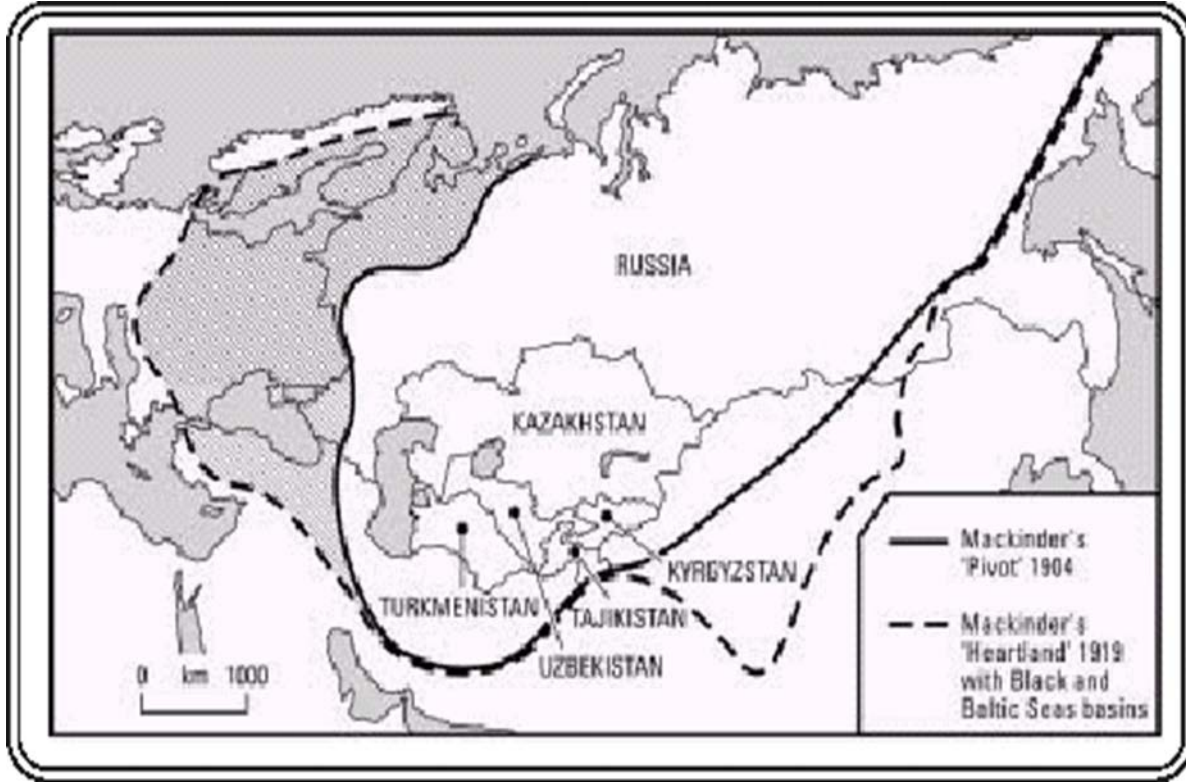 RUSSIA
KAZAKHSTAN
KYRGYZSTAN
TURKMENISTAN
TAJIKISTAN
UZBEKISTAN
0 km 1000
Mackinder's
'Pivot' 1904
Mackinder's
'Heartland' 1919
with Black and
Baltic Seas basins